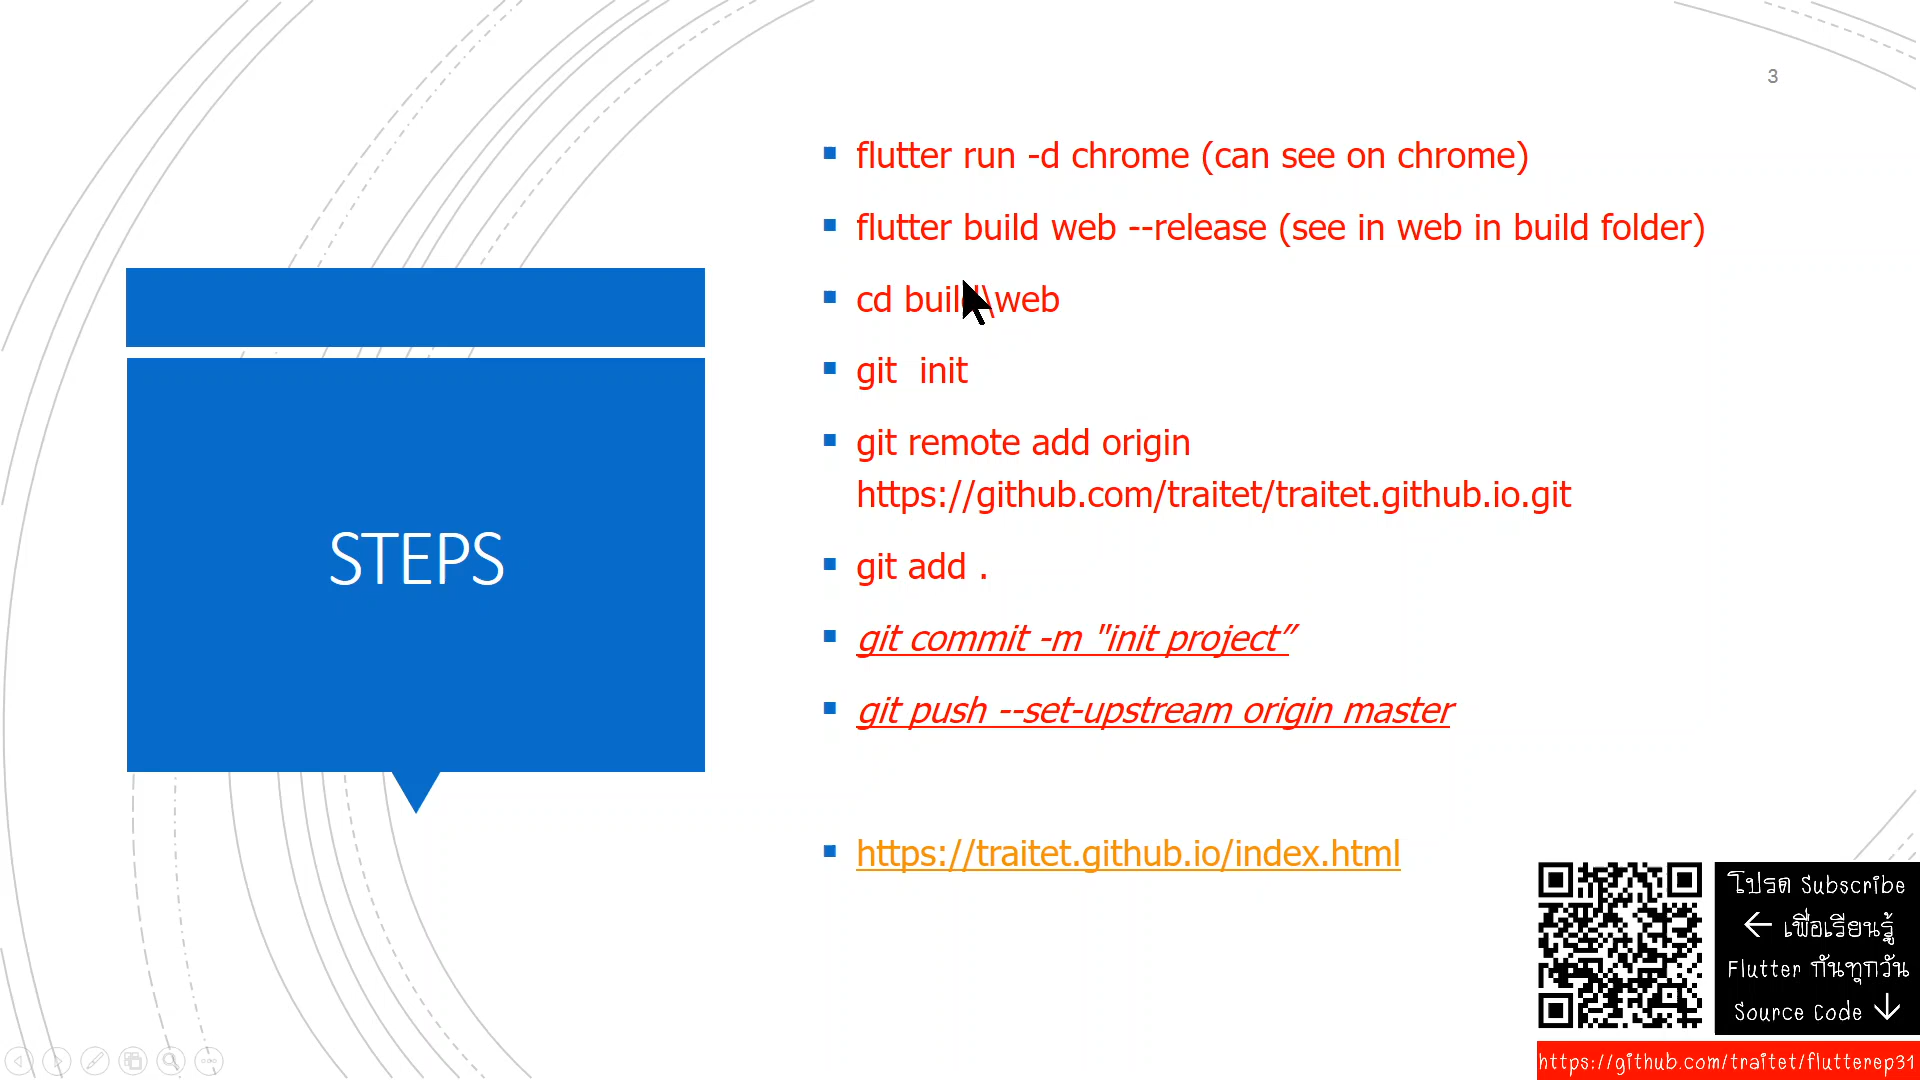 3
flutter run -d chrome (can see on chrome)
flutter build web --release (see in web in build folder)
cd build\web
git  init
git remote add origin
https://github.com/traitet/traitet.github.io.git
git add .
git commit -m "init project”
git push --set-upstream origin master
https://traitet.github.io/index.html
STEPS
โปรด Subscribe
← เพื่อเรียนรู้
Flutter กันทุกวัน
Source Code ↓
https://github.com/traitet/flutterep31